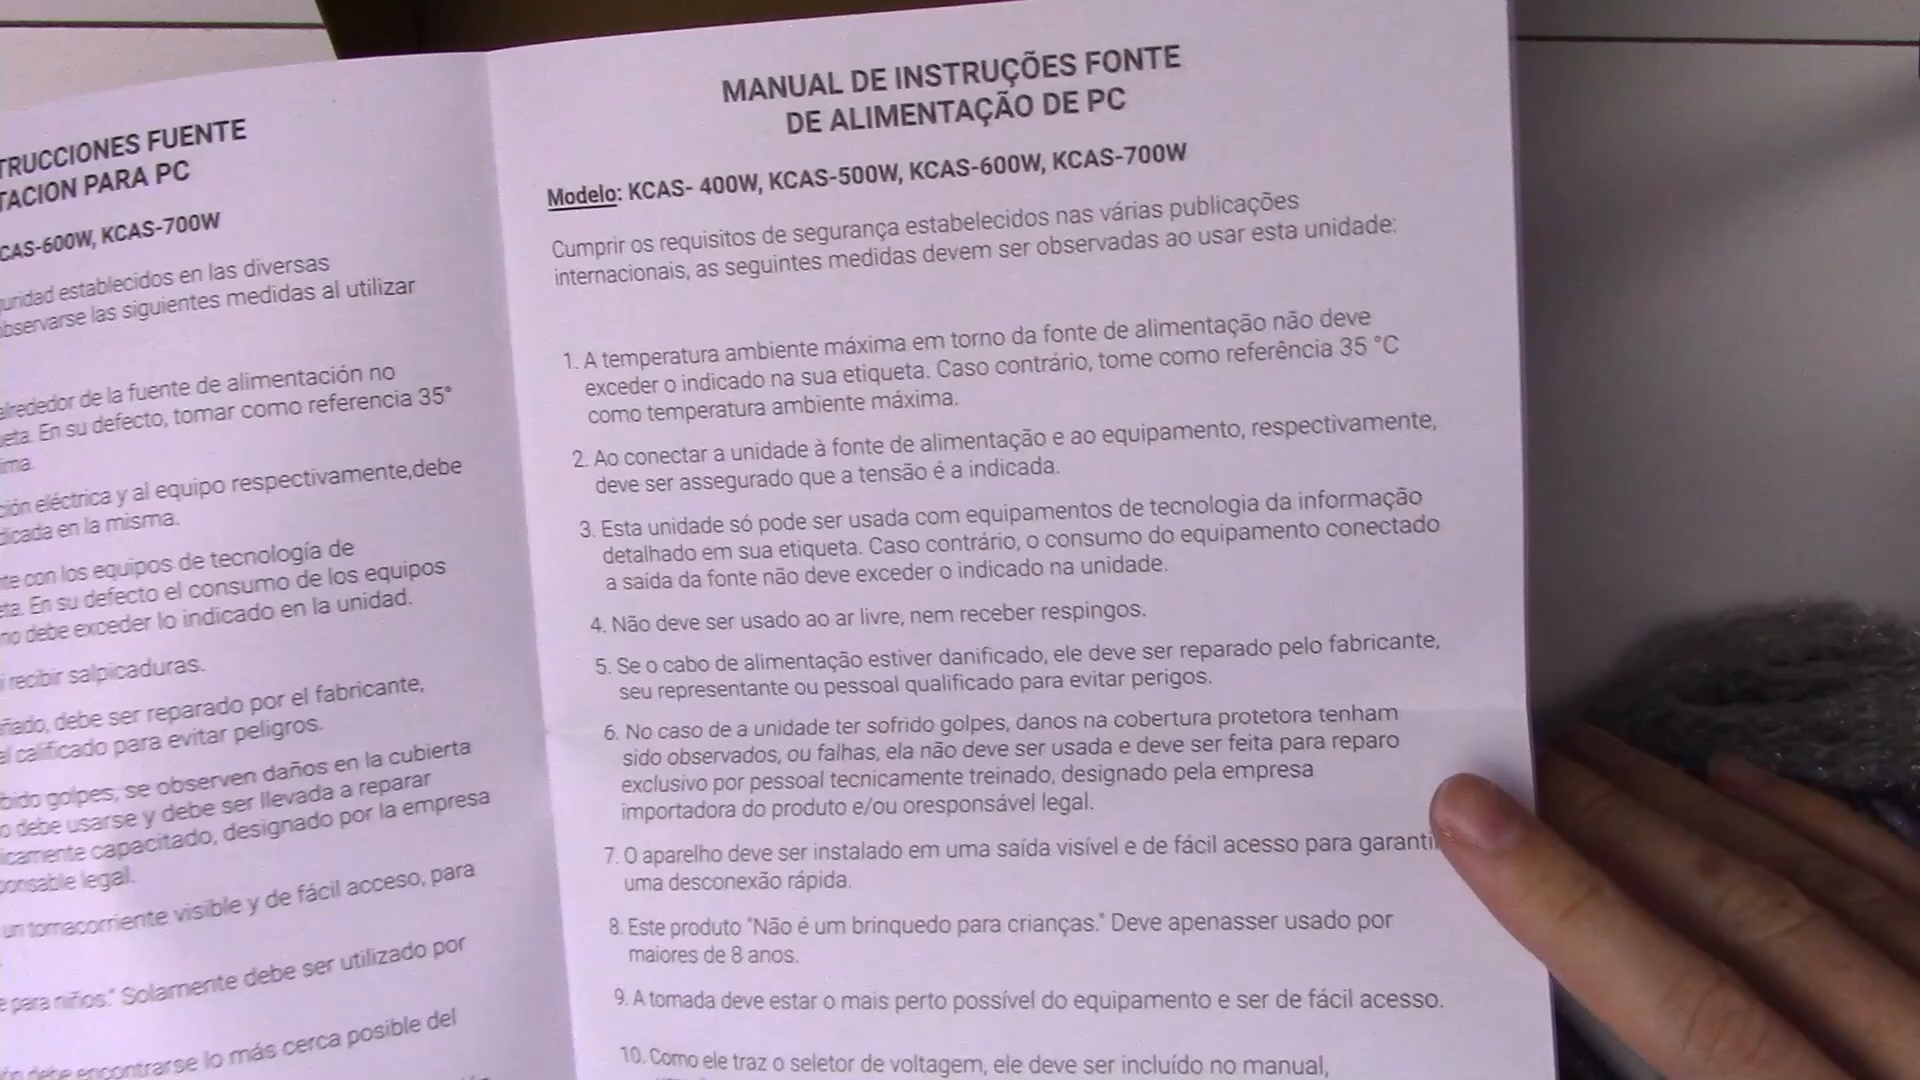 TRUCCIONES FUENTE
TACION PARA PC
CAS-600W, KCAS-700W
uridad establecidos en las diversas
bservarse las siguientes medidas al utilizar
alrededor de la fuente de alimentación no
ueta. En su defecto, tomar como referencia 35°
ima.
ción eléctrica y al equipo respectivamente,debe
dicada en la misma.
te con los equipos de tecnología de
eta. En su defecto el consumo de los equipos
no debe exceder lo indicado en la unidad.
i recibir salpicaduras.
ñado, debe ser reparado por el fabricante,
al calificado para evitar peligros.
bido golpes, se observen daños en la cubierta
o debe usarse y debe ser llevada a reparar
icamente capacitado, designado por la empresa
ponsable legal.
un tomacorriente visible y de fácil acceso, para
e para niños." Solamente debe ser utilizado por
debe encontrarse lo más cerca posible del
MANUAL DE INSTRUÇÕES FONTE
DE ALIMENTAÇÃO DE PC
Modelo: KCAS- 400W, KCAS-500W, KCAS-600W, KCAS-700W
Cumprir os requisitos de segurança estabelecidos nas várias publicações
internacionais, as seguintes medidas devem ser observadas ao usar esta unidade:
1. A temperatura ambiente máxima em torno da fonte de alimentação não deve
exceder o indicado na sua etiqueta. Caso contrário, tome como referência 35 °C
como temperatura ambiente máxima.
2. Ao conectar a unidade à fonte de alimentação e ao equipamento, respectivamente,
deve ser assegurado que a tensão é a indicada.
3. Esta unidade só pode ser usada com equipamentos de tecnologia da informação
detalhado em sua etiqueta. Caso contrário, o consumo do equipamento conectado
a saída da fonte não deve exceder o indicado na unidade.
4. Não deve ser usado ao ar livre, nem receber respingos.
5. Se o cabo de alimentação estiver danificado, ele deve ser reparado pelo fabricante,
seu representante ou pessoal qualificado para evitar perigos.
6. No caso de a unidade ter sofrido golpes, danos na cobertura protetora tenham
sido observados, ou falhas, ela não deve ser usada e deve ser feita para reparo
exclusivo por pessoal tecnicamente treinado, designado pela empresa
importadora do produto e/ou oresponsável legal.
7. O aparelho deve ser instalado em uma saída visível e de fácil acesso para garanti
uma desconexão rápida.
8. Este produto "Não é um brinquedo para crianças." Deve apenasser usado por
maiores de 8 anos.
9. A tomada deve estar o mais perto possível do equipamento e ser de fácil acesso.
10. Como ele traz o seletor de voltagem, ele deve ser incluído no manual,